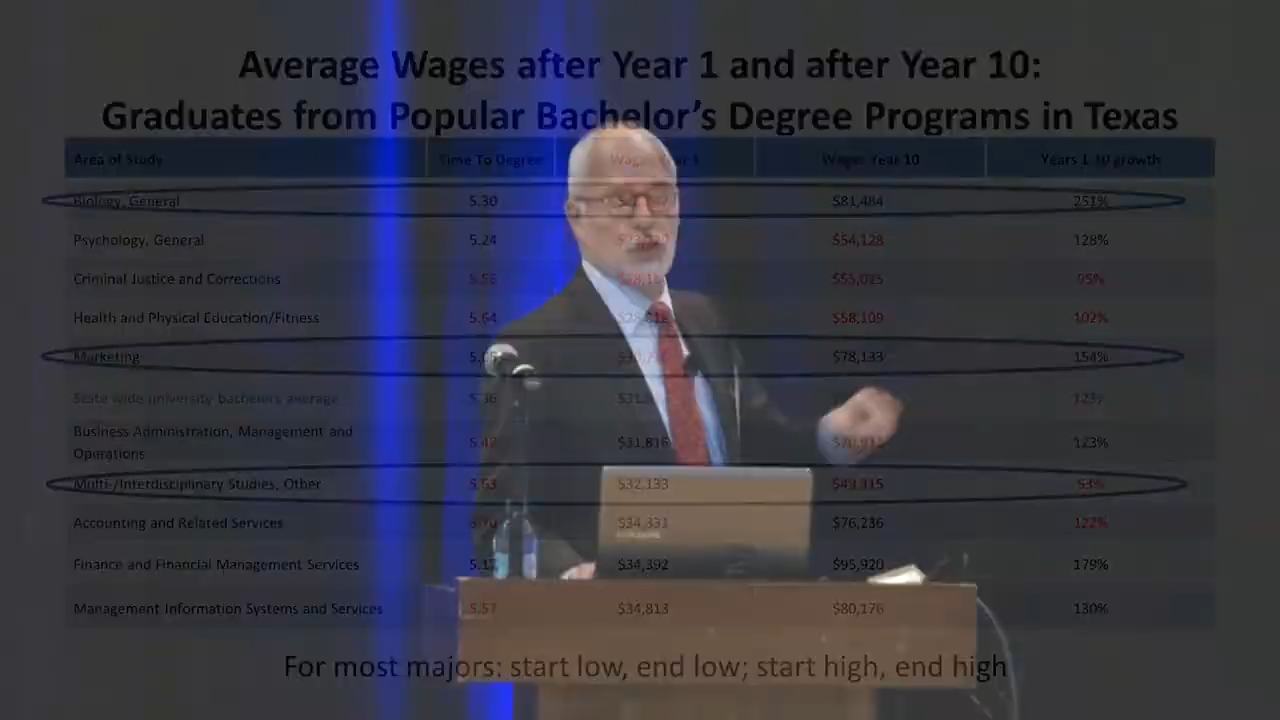 Average Wages after Year 1 and after Year 10:
Graduates from Popular Bachelor's Degree Programs in Texas
Area of Study Time To Degree Wages Year 1 Wages Year 10 Years 1-10 growth
Biology, General 5.30 $81,484 251%
Psychology, General 5.24 $54,128 128%
Criminal Justice and Corrections $55,025 95%
Health and Physical Education/Fitness 5.64 $58,109 102%
Marketing $78,133 154%
State wide university bachelors average
Business Administration, Management and
Operations 5.42 $31,816 123%
Multi-/Interdisciplinary Studies, Other $32,133 53%
Accounting and Related Services $34,331 $76,236 122%
Finance and Financial Management Services $34,392 $95,920 179%
Management Information Systems and Services 5.57 $34,813 $80,176 130%
For most majors: start low, end low; start high, end high